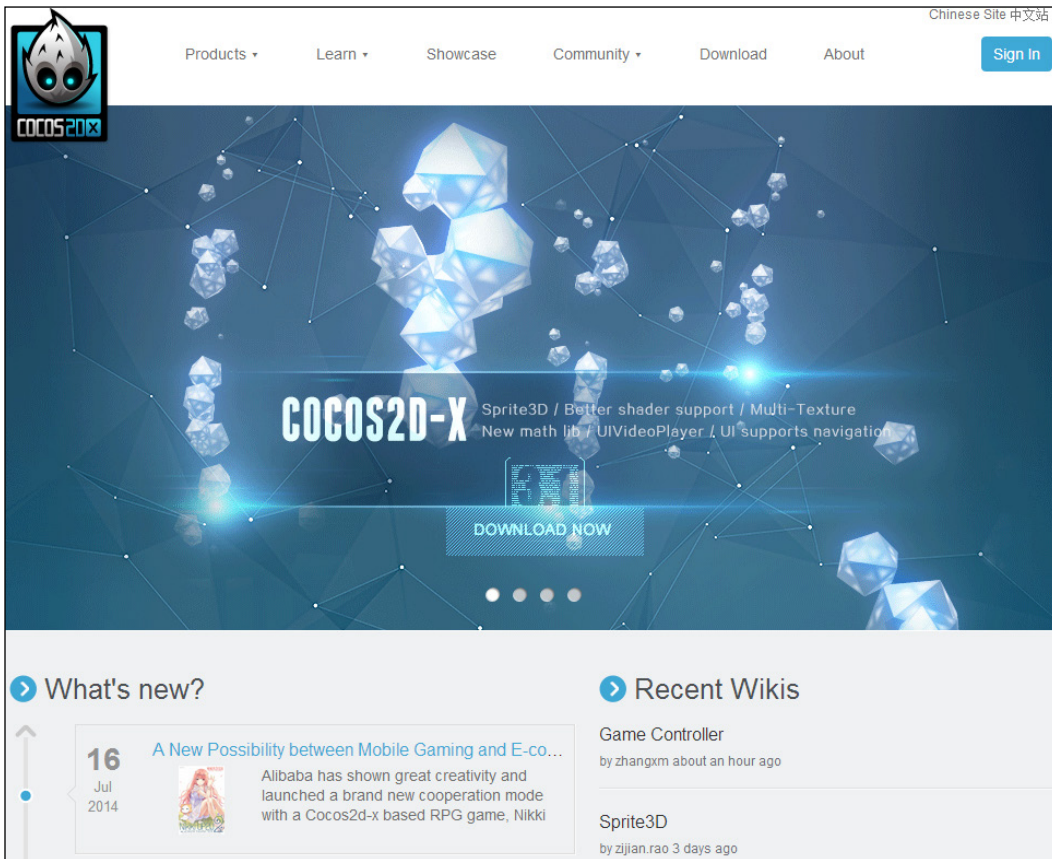 Chinese Site 中文站
COCOS2DX
Products Learn Showcase Community Download About Sign In
COCOS2D-X
Sprite3D / Better shader support / Multi-Texture
New math lib / UIVideoPlayer / UI supports navigation
3.1
DOWNLOAD NOW
What's new?
16
Jul
2014
A New Possibility between Mobile Gaming and E-co...
Alibaba has shown great creativity and
launched a brand new cooperation mode
with a Cocos2d-x based RPG game, Nikki
Recent Wikis
Game Controller
by zhangxm about an hour ago
Sprite3D
by zijian.rao 3 days ago